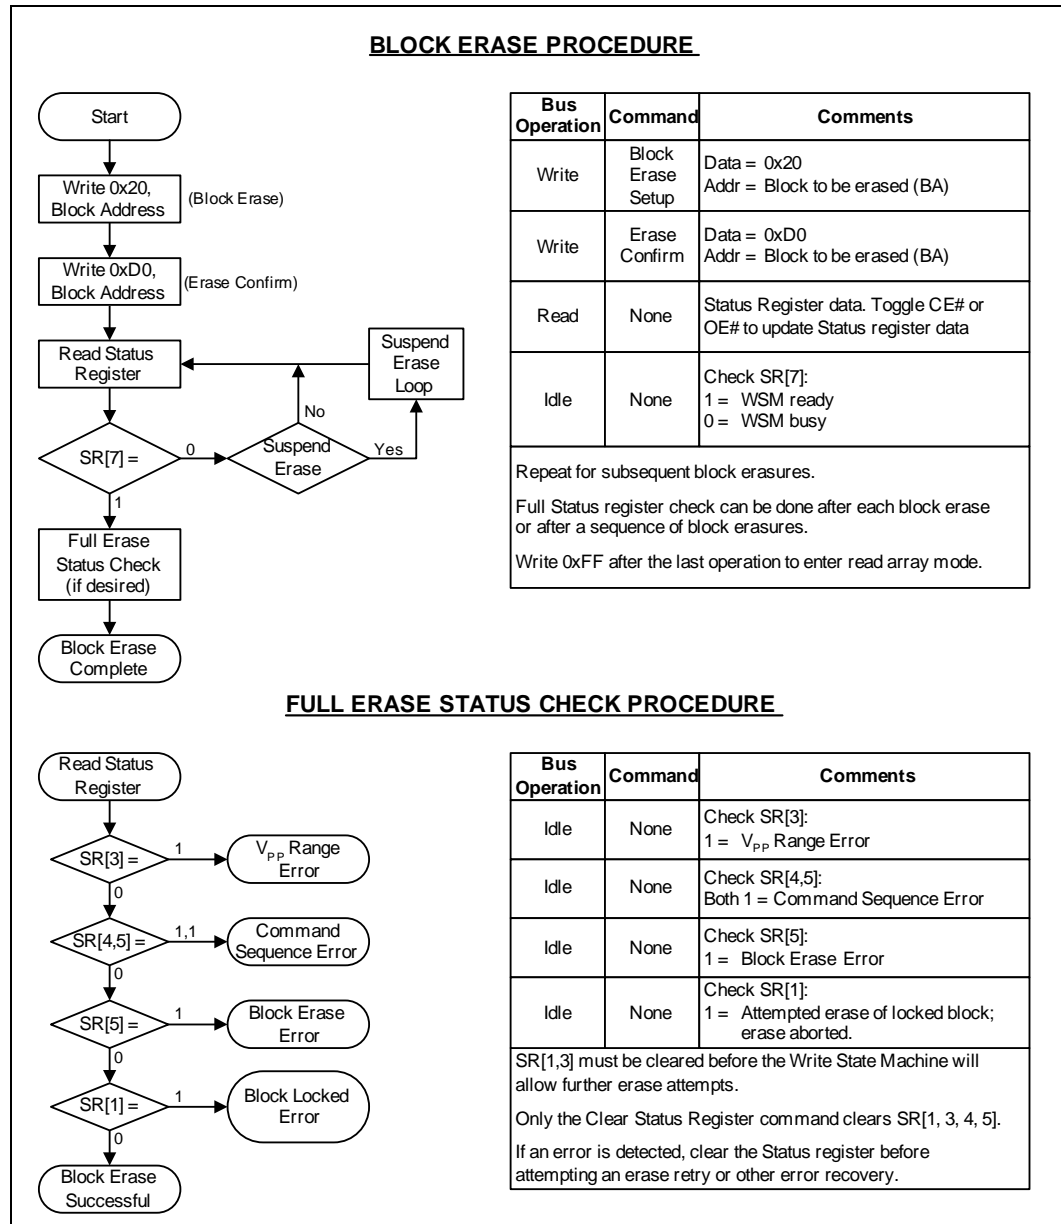 BLOCK ERASE PROCEDURE
Start
Write 0x20,
Block Address
(Block Erase)
Write 0xD0,
Block Address
(Erase Confirm)
Read Status
Register
Suspend
Erase
Loop
No
SR[7] =
0
Suspend
Erase
Yes
1
Full Erase
Status Check
(if desired)
Block Erase
Complete
Bus
Operation
Command
Comments
Write
Block
Erase
Setup
Data = 0x20
Addr = Block to be erased (BA)
Write
Erase
Confirm
Data = 0xD0
Addr = Block to be erased (BA)
Read
None
Status Register data. Toggle CE# or
OE# to update Status register data
Idle
None
Check SR[7]:
1 = WSM ready
0 = WSM busy
Repeat for subsequent block erasures.
Full Status register check can be done after each block erase
or after a sequence of block erasures.
Write 0xFF after the last operation to enter read array mode.
FULL ERASE STATUS CHECK PROCEDURE
Read Status
Register
SR[3] =
1
VPP Range
Error
0
SR[4,5] =
1,1
Command
Sequence Error
0
SR[5] =
1
Block Erase
Error
0
SR[1] =
1
Block Locked
Error
0
Block Erase
Successful
Bus
Operation
Command
Comments
Idle
None
Check SR[3]:
1 = VPP Range Error
Idle
None
Check SR[4,5]:
Both 1 = Command Sequence Error
Idle
None
Check SR[5]:
1 = Block Erase Error
Idle
None
Check SR[1]:
1 = Attempted erase of locked block;
erase aborted.
SR[1,3] must be cleared before the Write State Machine will
allow further erase attempts.
Only the Clear Status Register command clears SR[1, 3, 4, 5].
If an error is detected, clear the Status register before
attempting an erase retry or other error recovery.